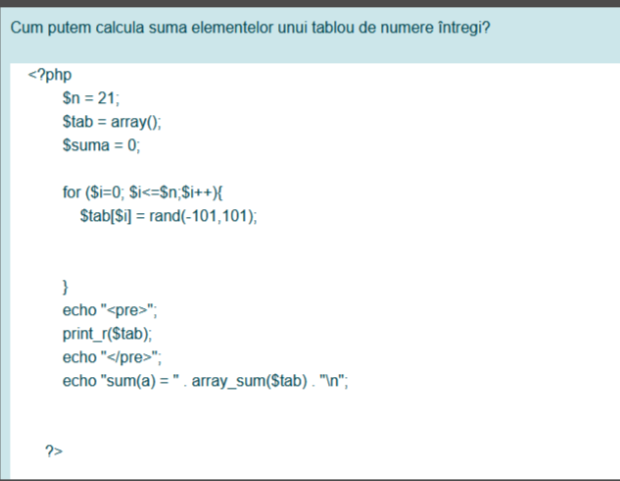 Cum putem calcula suma elementelor unui tablou de numere întregi?
<?php
$n = 21;
$tab = array();
$suma = 0;
for ($i=0; $i<=$n;$i++){
$tab[$i] = rand(-101,101);
}
echo "<pre>";
print_r($tab);
echo "</pre>";
echo "sum(a) = " . array_sum($tab) . "\n";
?>